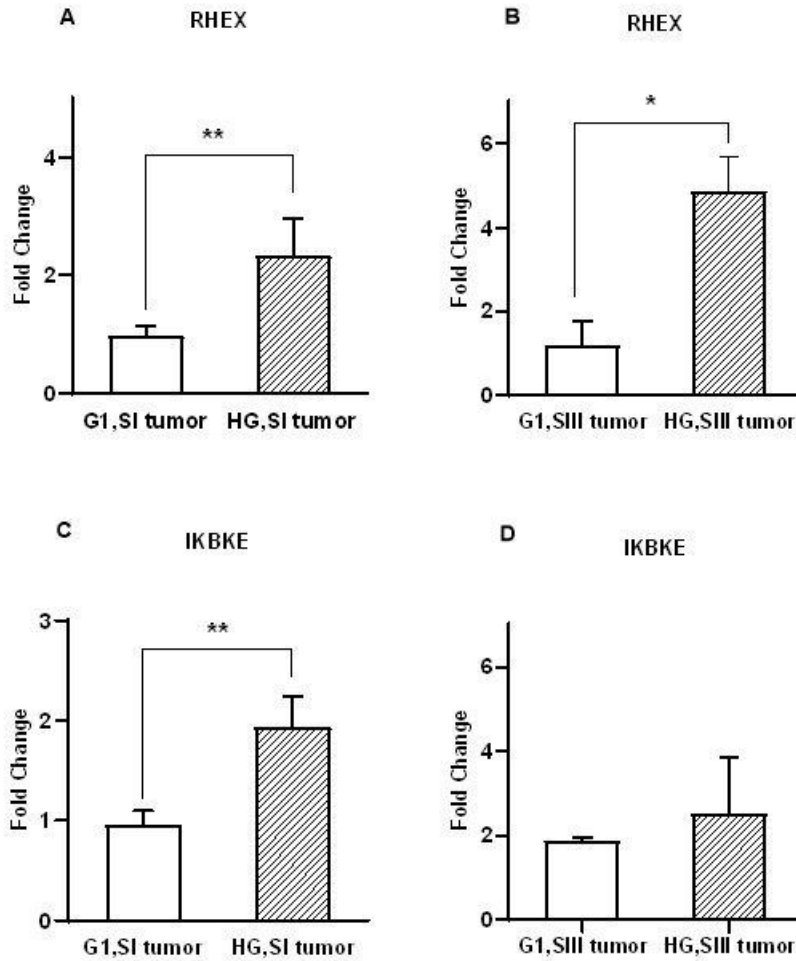 A
RHEX
Fold Change
4
2
0
**
G1,SI tumor
HG,SI tumor
B
RHEX
Fold Change
6
4
2
0
*
G1,SIII tumor
HG,SIII tumor
C
IKBKE
Fold Change
3
2
1
0
**
G1,SI tumor
HG,SI tumor
D
IKBKE
Fold Change
6
4
2
0
G1,SIII tumor
HG,SIII tumor